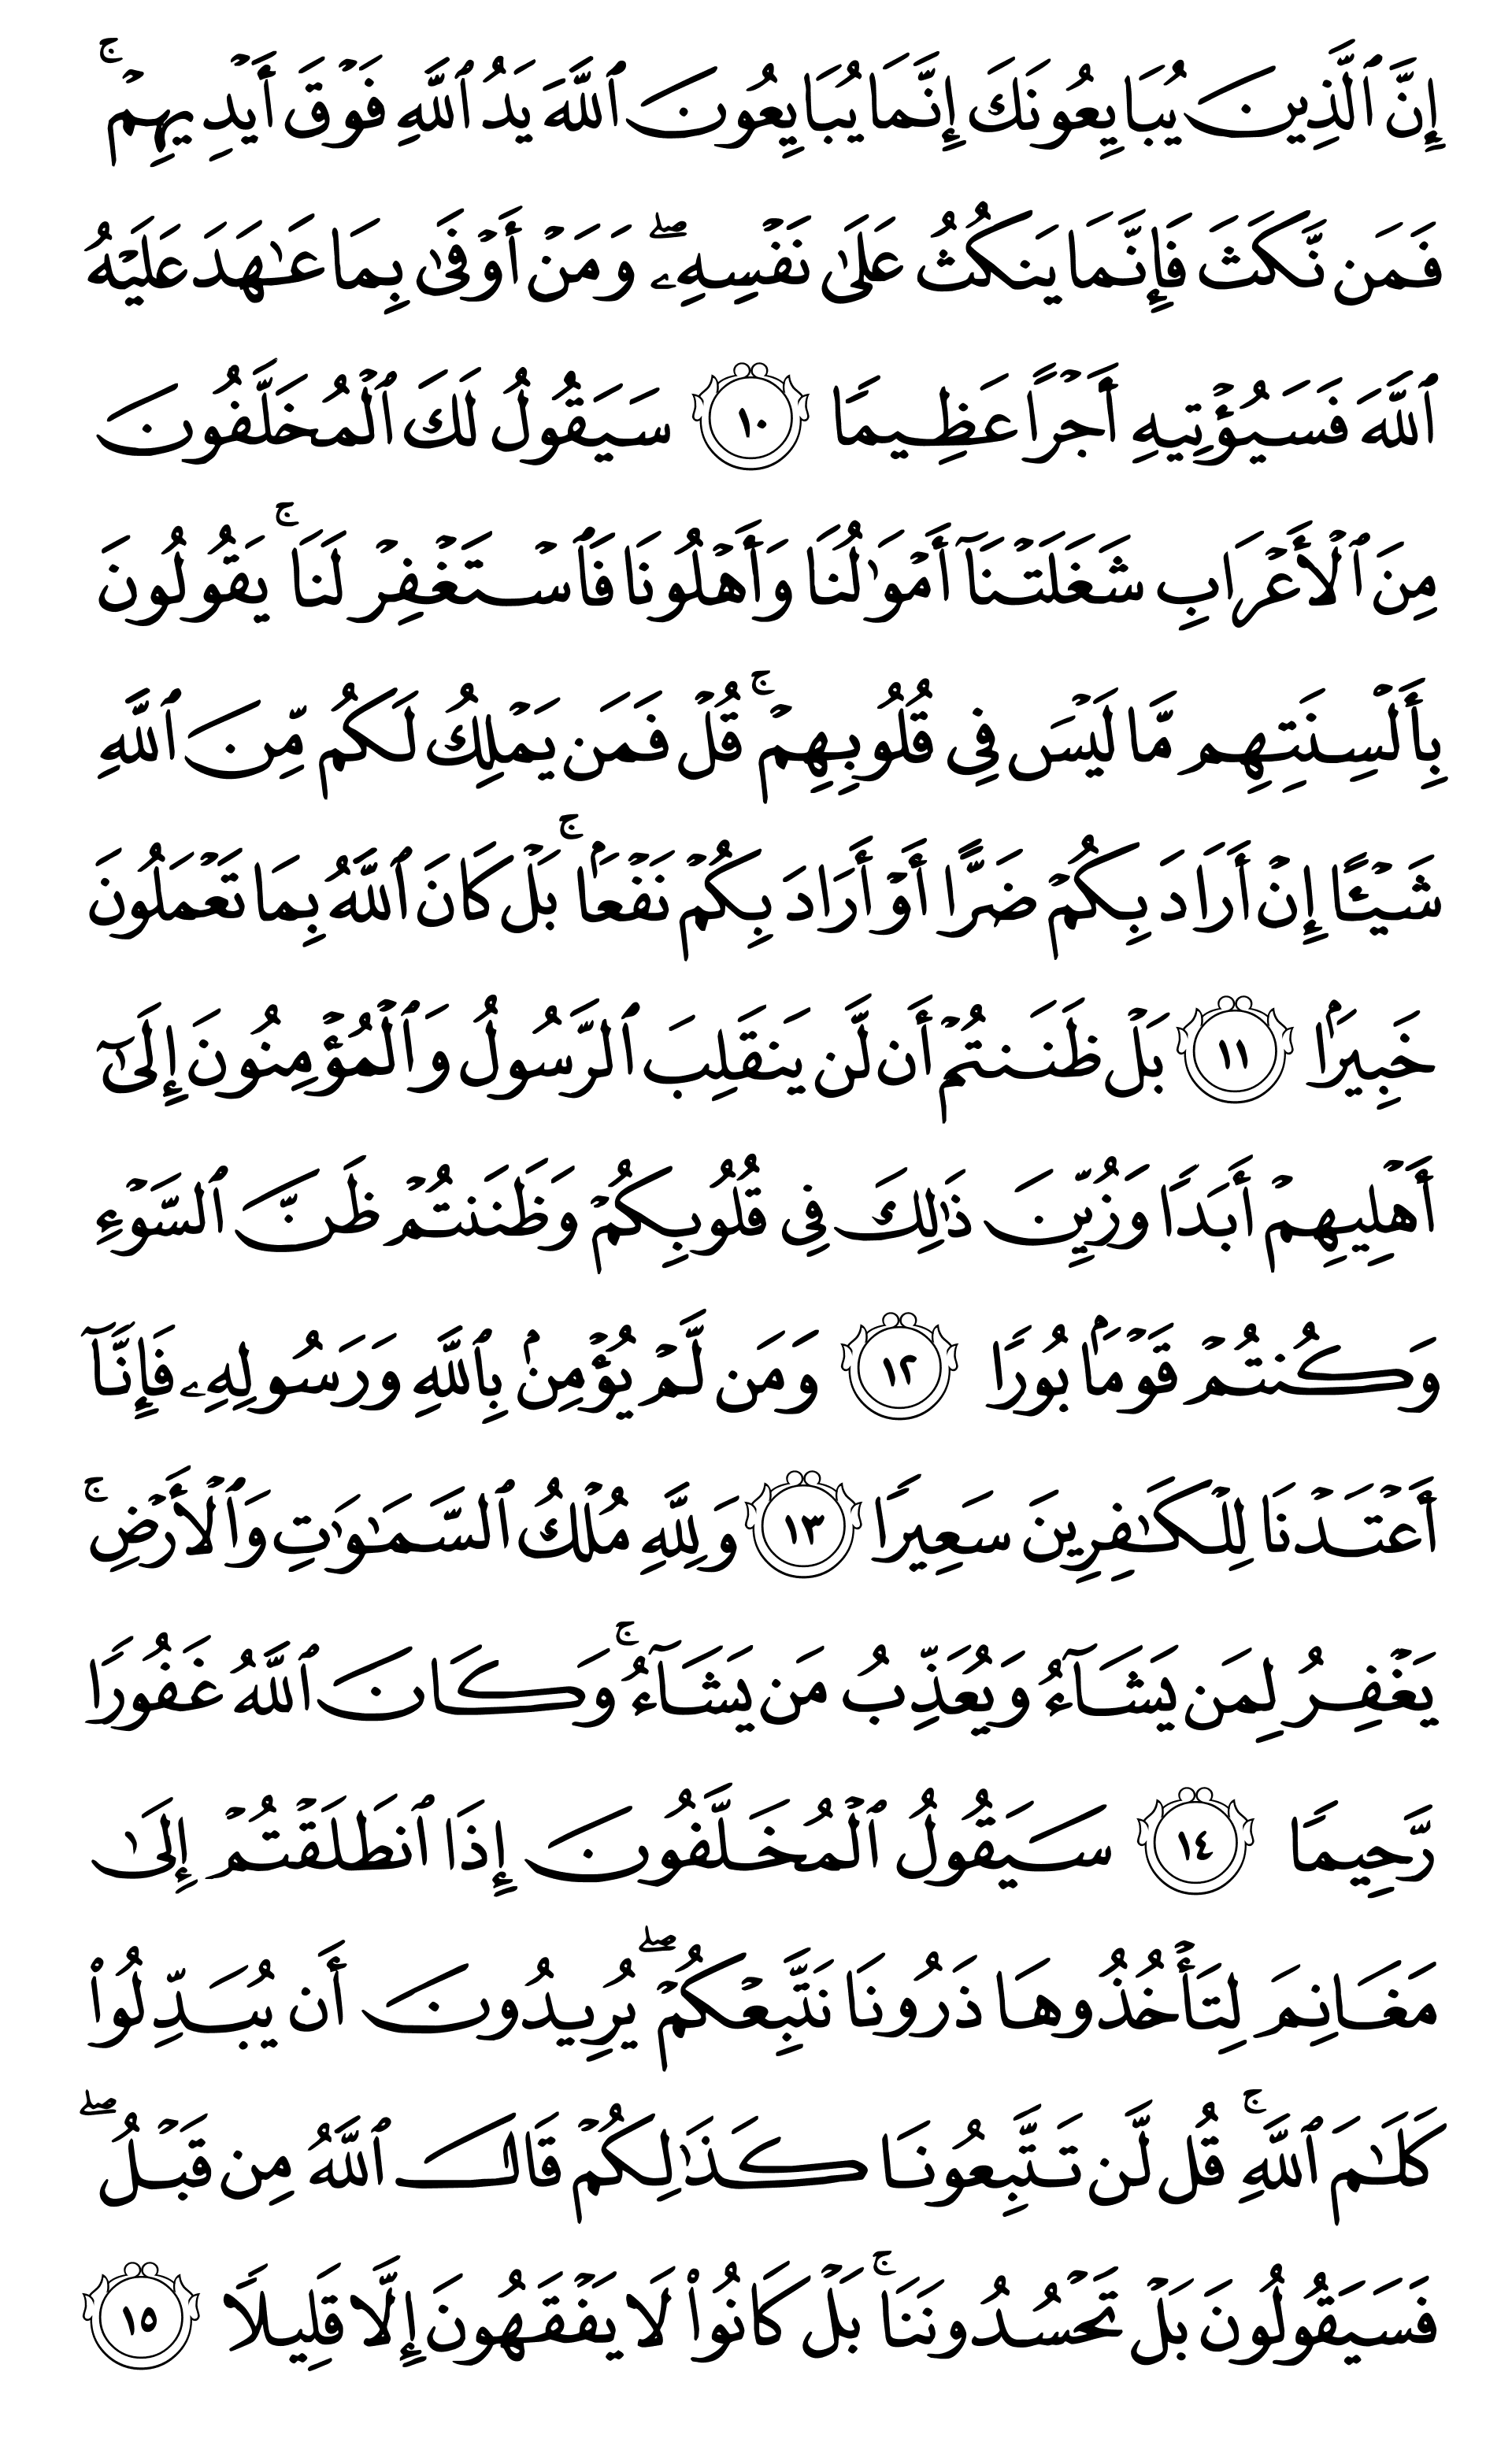 إِنَّ ٱلَّذِينَ يُبَايِعُونَكَ إِنَّمَا يُبَايِعُونَ ٱللَّهَ يَدُ ٱللَّهِ فَوۡقَ أَيۡدِيهِمۡۚ
فَمَن نَّكَثَ فَإِنَّمَا يَنكُثُ عَلَىٰ نَفۡسِهِۦۖ وَمَنۡ أَوۡفَىٰ بِمَا عَٰهَدَ عَلَيۡهُ
ٱللَّهَ فَسَيُؤۡتِيهِ أَجۡرًا عَظِيمٗا ١٠ سَيَقُولُ لَكَ ٱلۡمُخَلَّفُونَ
مِنَ ٱلۡأَعۡرَابِ شَغَلَتۡنَآ أَمۡوَٰلُنَا وَأَهۡلُونَا فَٱسۡتَغۡفِرۡ لَنَاۚ يَقُولُونَ
بِأَلۡسِنَتِهِم مَّا لَيۡسَ فِي قُلُوبِهِمۡۚ قُلۡ فَمَن يَمۡلِكُ لَكُم مِّنَ ٱللَّهِ
شَيۡـًٔا إِنۡ أَرَادَ بِكُمۡ ضَرًّا أَوۡ أَرَادَ بِكُمۡ نَفۡعَۢاۚ بَلۡ كَانَ ٱللَّهُ بِمَا تَعۡمَلُونَ
خَبِيرَۢا ١١ بَلۡ ظَنَنتُمۡ أَن لَّن يَنقَلِبَ ٱلرَّسُولُ وَٱلۡمُؤۡمِنُونَ إِلَىٰٓ
أَهۡلِيهِمۡ أَبَدٗا وَزُيِّنَ ذَٰلِكَ فِي قُلُوبِكُمۡ وَظَنَنتُمۡ ظَنَّ ٱلسَّوۡءِ
وَكُنتُمۡ قَوۡمَۢا بُورٗا ١٢ وَمَن لَّمۡ يُؤۡمِنۢ بِٱللَّهِ وَرَسُولِهِۦ فَإِنَّآ
أَعۡتَدۡنَا لِلۡكَٰفِرِينَ سَعِيرٗا ١٣ وَلِلَّهِ مُلۡكُ ٱلسَّمَٰوَٰتِ وَٱلۡأَرۡضِۚ
يَغۡفِرُ لِمَن يَشَآءُ وَيُعَذِّبُ مَن يَشَآءُۚ وَكَانَ ٱللَّهُ غَفُورٗا
رَّحِيمٗا ١٤ سَيَقُولُ ٱلۡمُخَلَّفُونَ إِذَا ٱنطَلَقۡتُمۡ إِلَىٰ
مَغَانِمَ لِتَأۡخُذُوهَا ذَرُونَا نَتَّبِعۡكُمۡۖ يُرِيدُونَ أَن يُبَدِّلُواْ
كَلَٰمَ ٱللَّهِۚ قُل لَّن تَتَّبِعُونَا كَذَٰلِكُمۡ قَالَ ٱللَّهُ مِن قَبۡلُۖ
فَسَيَقُولُونَ بَلۡ تَحۡسُدُونَنَاۚ بَلۡ كَانُواْ لَا يَفۡقَهُونَ إِلَّا قَلِيلٗا ١٥